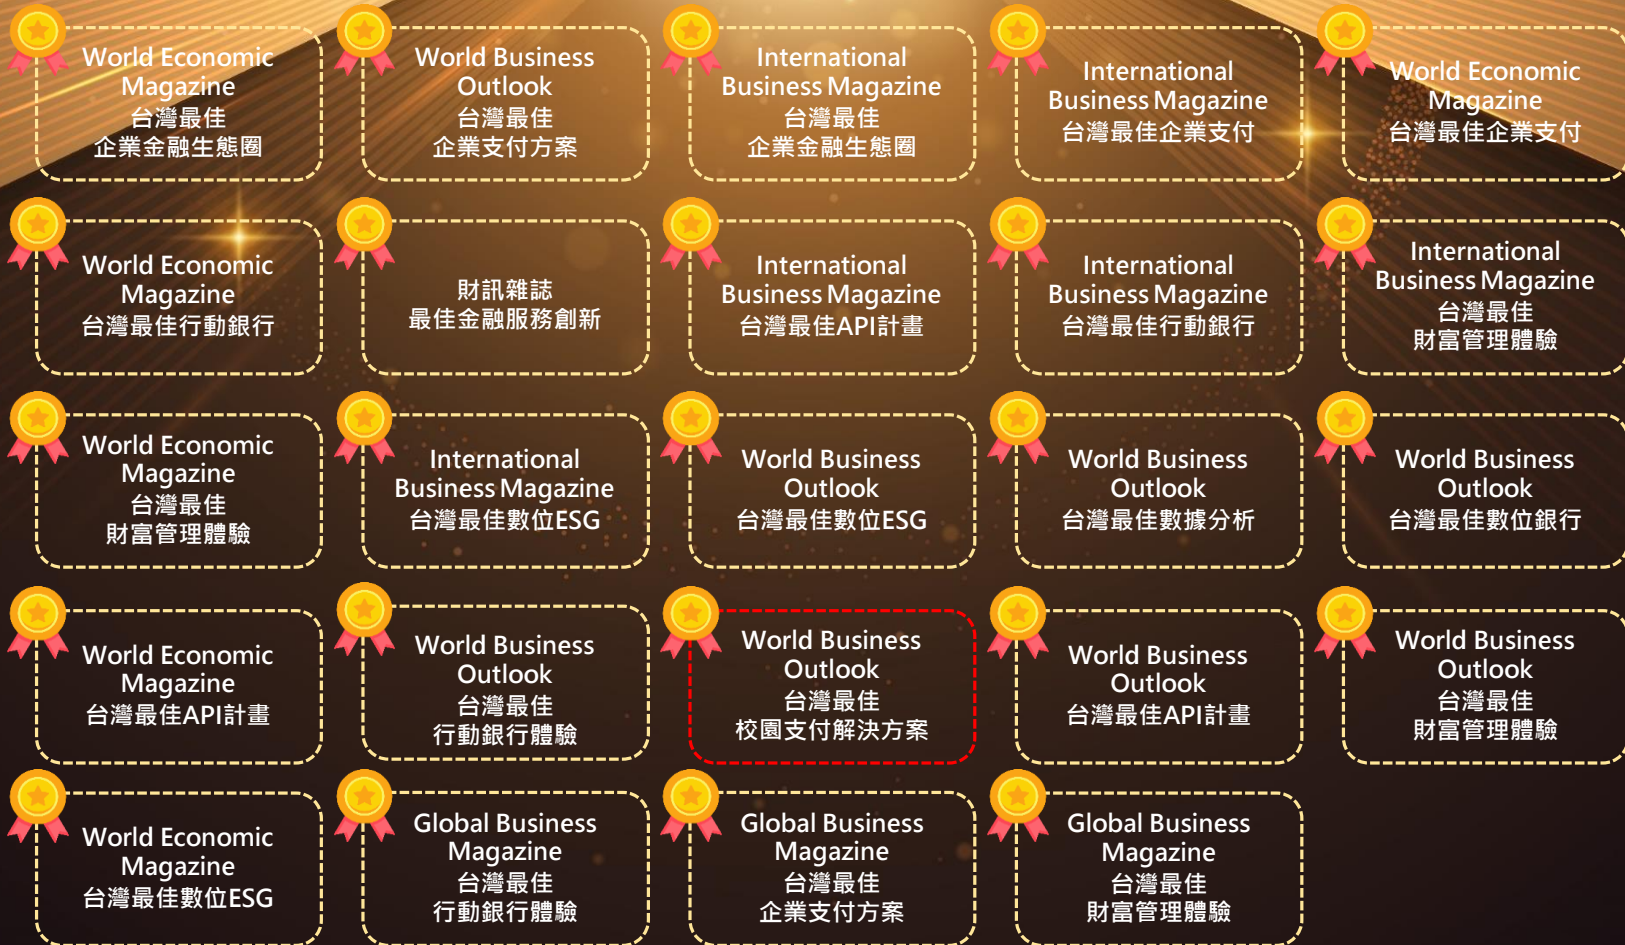 World Economic
Magazine
台灣最佳
企業金融生態圈
World Business
Outlook
台灣最佳
企業支付方案
International
Business Magazine
台灣最佳
企業金融生態圈
International
Business Magazine
台灣最佳企業支付
World Economic
Magazine
台灣最佳企業支付
World Economic
Magazine
台灣最佳行動銀行
財訊雜誌
最佳金融服務創新
International
Business Magazine
台灣最佳API計畫
International
Business Magazine
台灣最佳行動銀行
International
Business Magazine
台灣最佳
財富管理體驗
World Economic
Magazine
台灣最佳
財富管理體驗
International
Business Magazine
台灣最佳數位ESG
World Business
Outlook
台灣最佳數位ESG
World Business
Outlook
台灣最佳數據分析
World Business
Outlook
台灣最佳數位銀行
World Economic
Magazine
台灣最佳API計畫
World Business
Outlook
台灣最佳
行動銀行體驗
World Business
Outlook
台灣最佳
校園支付解決方案
World Business
Outlook
台灣最佳API計畫
World Business
Outlook
台灣最佳
財富管理體驗
World Economic
Magazine
台灣最佳數位ESG
Global Business
Magazine
台灣最佳
行動銀行體驗
Global Business
Magazine
台灣最佳
企業支付方案
Global Business
Magazine
台灣最佳
財富管理體驗